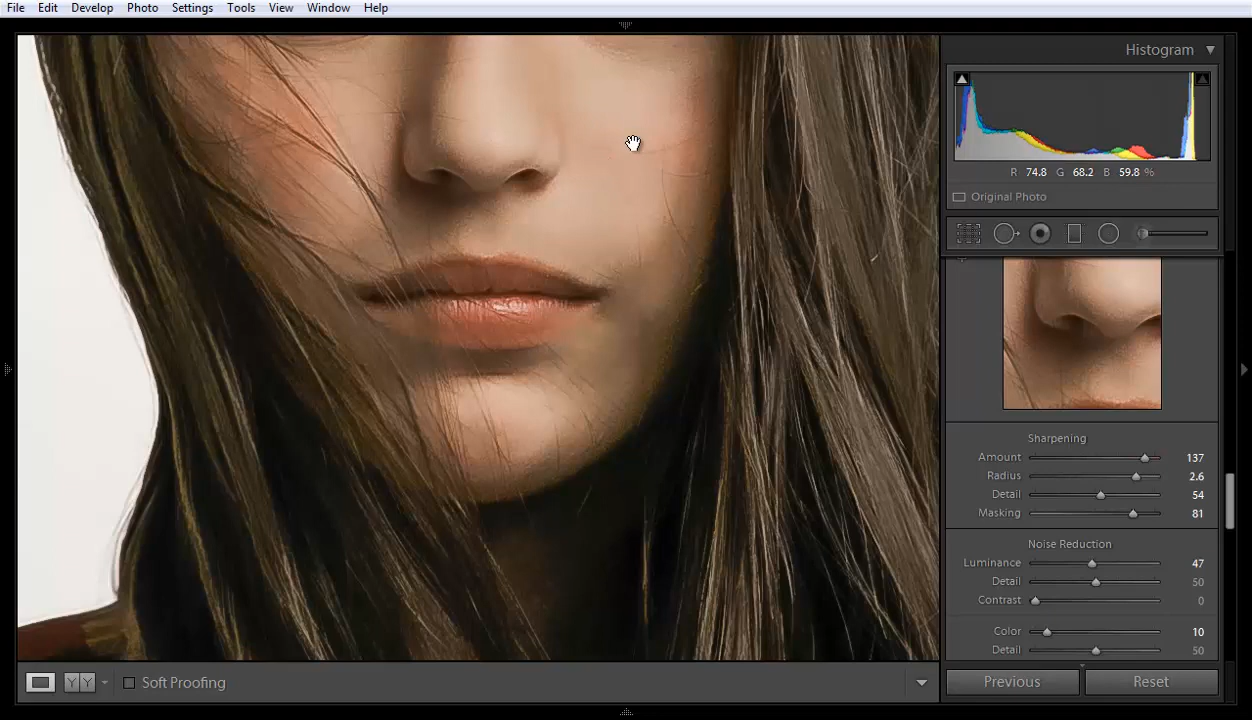 File Edit Develop Photo Settings Tools View Window Help
Histogram
R 74.8 G 68.2 B 59.8 %
Original Photo
Sharpening
Amount 137
Radius 2.6
Detail 54
Masking 81
Noise Reduction
Luminance 47
Detail 50
Contrast 0
Color 10
Detail 50
Y Y Soft Proofing
Previous Reset